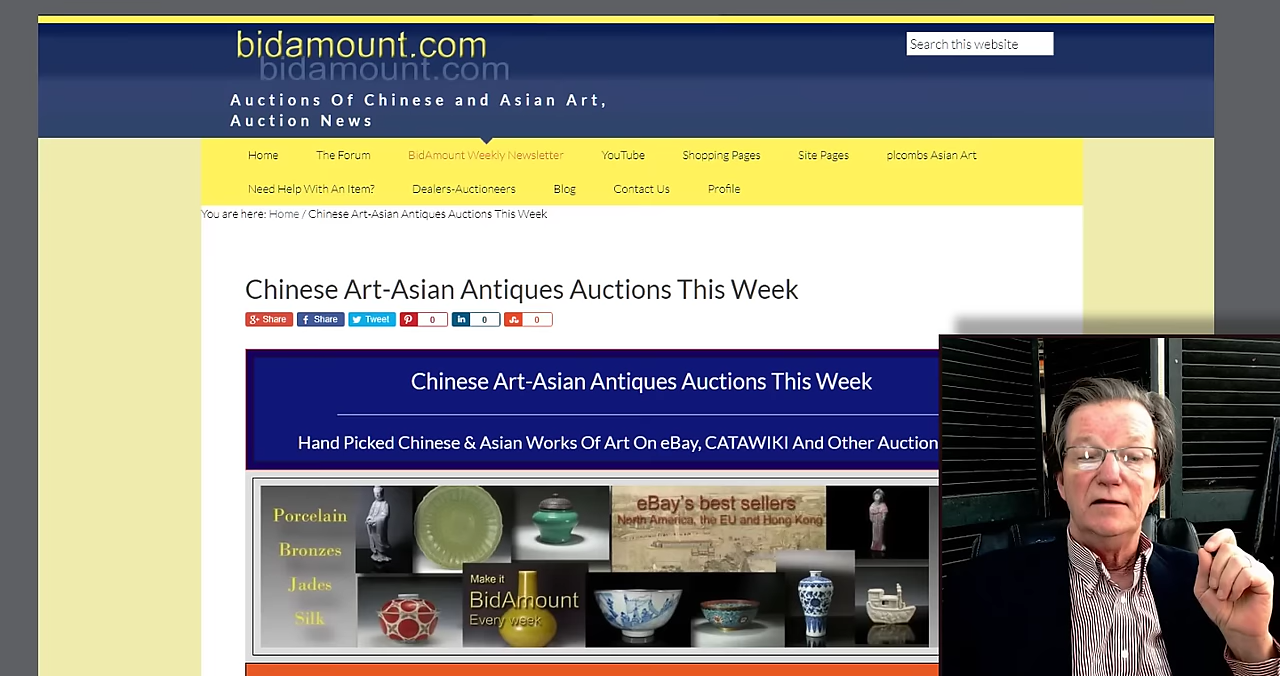 bidamount.com
bidamount.com
Search this website
Auctions Of Chinese and Asian Art,
Auction News
Home The Forum BidAmount Weekly Newsletter YouTube Shopping Pages Site Pages plcombs Asian Art
Need Help With An Item? Dealers-Auctioneers Blog Contact Us Profile
You are here: Home / Chinese Art-Asian Antiques Auctions This Week
Chinese Art-Asian Antiques Auctions This Week
g+ Share f Share Tweet 0 in 0 0
Chinese Art-Asian Antiques Auctions This Week
Hand Picked Chinese & Asian Works Of Art On eBay, CATAWIKI And Other Auction
Porcelain
Bronzes
Jades
Silk
eBay's best sellers
North America, the EU and Hong Kong
Make it
BidAmount
Every week